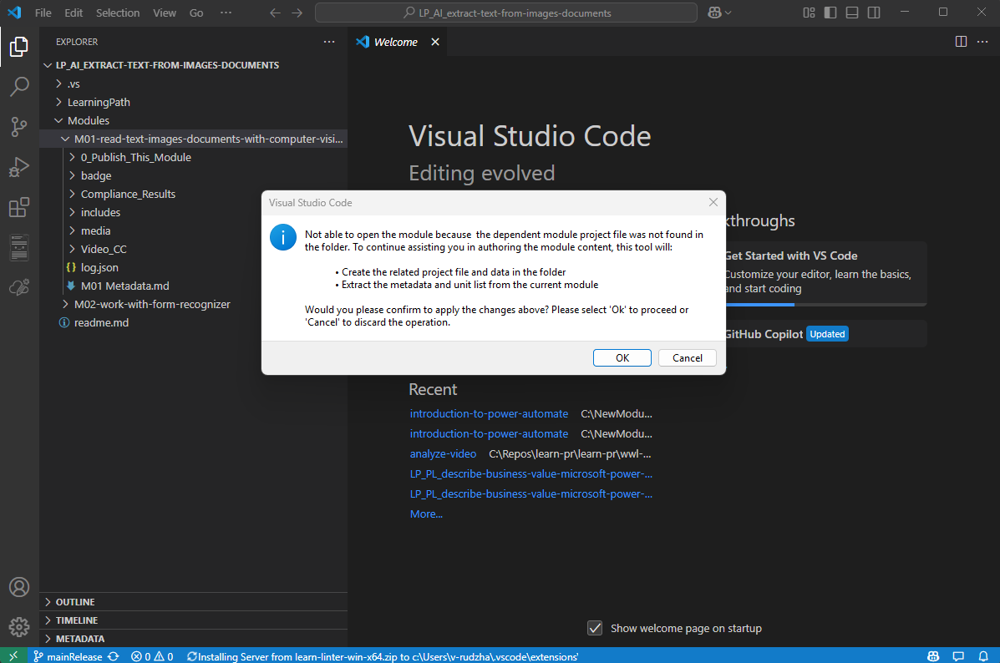 File Edit Selection View Go ···
LP_AI_extract-text-from-images-documents
EXPLORER
LP_AI_EXTRACT-TEXT-FROM-IMAGES-DOCUMENTS
.vs
LearningPath
Modules
M01-read-text-images-documents-with-computer-visi...
0_Publish_This_Module
badge
Compliance_Results
includes
media
Video_CC
{} log.json
M01 Metadata.md
M02-work-with-form-recognizer
readme.md
OUTLINE
TIMELINE
METADATA
Welcome
Visual Studio Code
Editing evolved
kthroughs
Get Started with VS Code
Customize your editor, learn the basics,
and start coding
GitHub Copilot Updated
Visual Studio Code
Not able to open the module because  the dependent module project file was not found in
the folder. To continue assisting you in authoring the module content, this tool will:
• Create the related project file and data in the folder
• Extract the metadata and unit list from the current module
Would you please confirm to apply the changes above? Please select 'Ok' to proceed or
'Cancel' to discard the operation.
OK Cancel
Recent
introduction-to-power-automate C:\NewModu...
introduction-to-power-automate C:\NewModu...
analyze-video C:\Repos\learn-pr\learn-pr\wwl-...
LP_PL_describe-business-value-microsoft-power-...
LP_PL_describe-business-value-microsoft-power-...
More...
Show welcome page on startup
mainRelease 0 0 Installing Server from learn-linter-win-x64.zip to c:\Users\v-rudzha\.vscode\extensions'